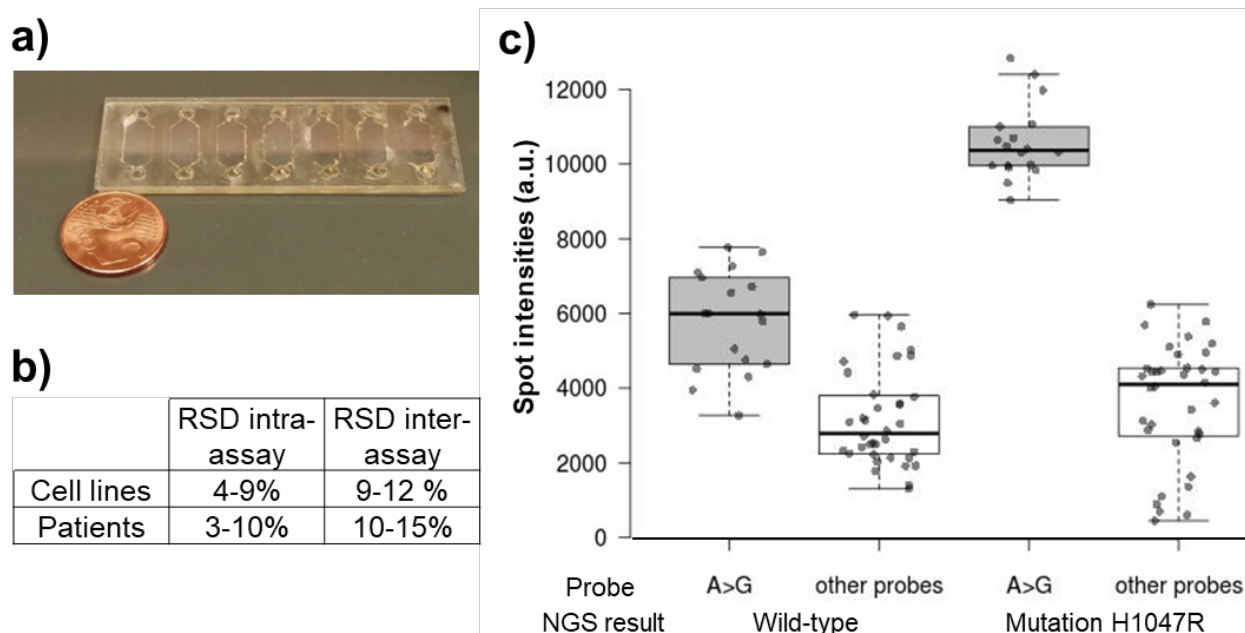 a)
b)
RSD intra-assay RSD inter-assay
Cell lines 4-9% 9-12 %
Patients 3-10% 10-15%
c)
Spot intensities (a.u.)
12000
10000
8000
6000
4000
2000
0
Probe A>G other probes A>G other probes
NGS result Wild-type Mutation H1047R